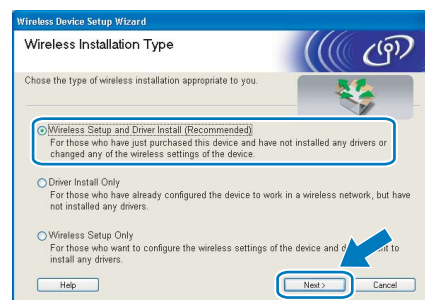 Wireless Device Setup Wizard
Wireless Installation Type
Chose the type of wireless installation appropriate to you.
Wireless Setup and Driver Install (Recommended)
For those who have just purchased this device and have not installed any drivers or
changed any of the wireless settings of the device.
Driver Install Only
For those who have already configured the device to work in a wireless network, but have
not installed any drivers.
Wireless Setup Only
For those who want to configure the wireless settings of the device and to
install any drivers.
Help
Next >
Cancel